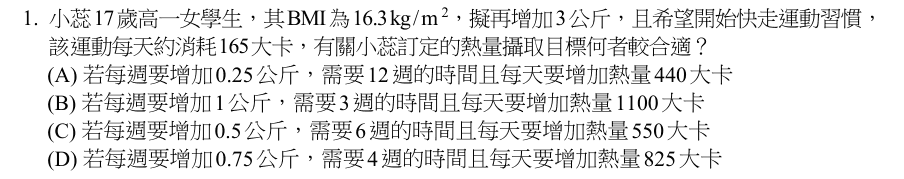 1. 小蕊17歲高一女學生，其BMI為16.3kg/m²，擬再增加3公斤，且希望開始快走運動習慣，
該運動每天約消耗165大卡，有關小蕊訂定的熱量攝取目標何者較合適？
(A) 若每週要增加0.25公斤，需要12週的時間且每天要增加熱量440大卡
(B) 若每週要增加1公斤，需要3週的時間且每天要增加熱量1100大卡
(C) 若每週要增加0.5公斤，需要6週的時間且每天要增加熱量550大卡
(D) 若每週要增加0.75公斤，需要4週的時間且每天要增加熱量825大卡